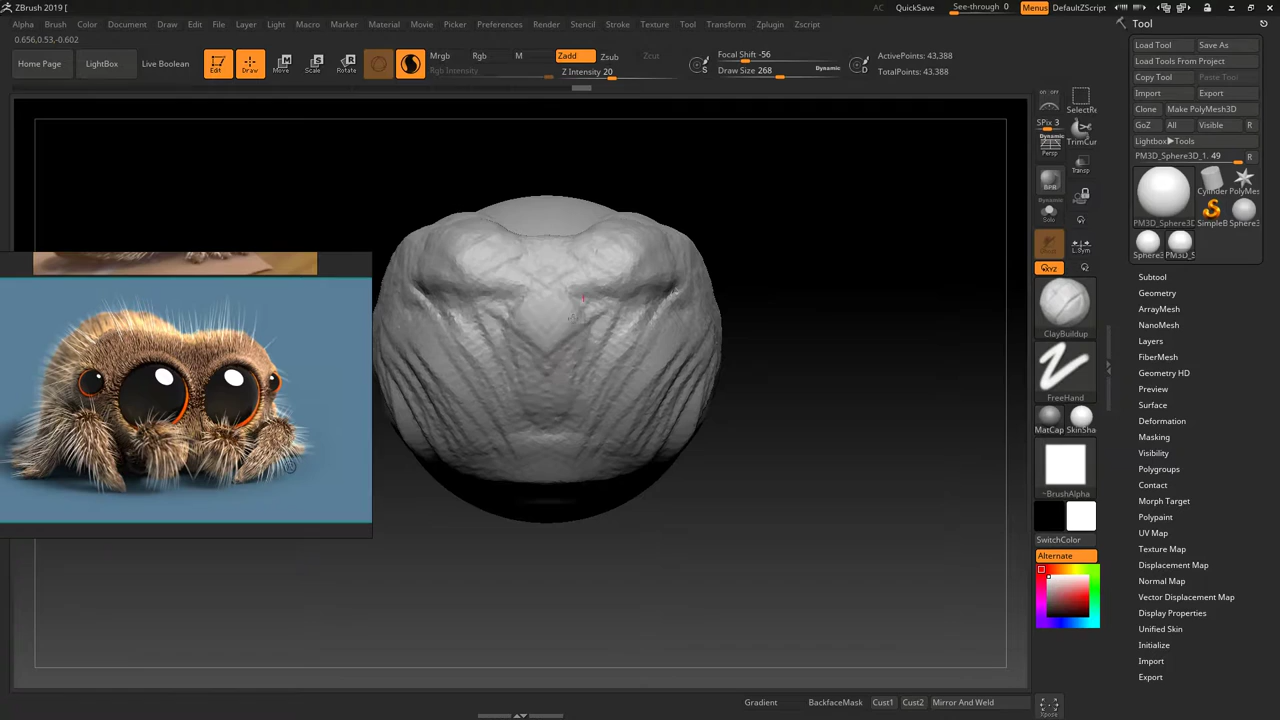 ZBrush 2019 [
AC QuickSave See-through 0 Menus DefaultZScript
Alpha Brush Color Document Draw Edit File Layer Light Macro Marker Material Movie Picker Preferences Render Stencil Stroke Texture Tool Transform Zplugin Zscript
0.656,0.53,-0.602
Home Page LightBox Live Boolean Edit Draw Move Scale Rotate
Mrgb Rgb M Zadd Zsub Zcut
Rgb Intensity Z Intensity 20
Focal Shift -56
Draw Size 268 Dynamic
S D
ActivePoints: 43.388
TotalPoints: 43.388
Tool
Load Tool Save As
Load Tools From Project
Copy Tool Paste Tool
Import Export
Clone Make PolyMesh3D
GoZ All Visible R
Lightbox▶Tools
PM3D_Sphere3D_1. 49 R
Cylinder PolyMes
PM3D_Sphere3D SimpleB Sphere3
Sphere3 PM3D_S
Subtool
Geometry
ArrayMesh
NanoMesh
Layers
FiberMesh
Geometry HD
Preview
Surface
Deformation
Masking
Visibility
Polygroups
Contact
Morph Target
Polypaint
UV Map
Texture Map
Displacement Map
Normal Map
Vector Displacement Map
Display Properties
Unified Skin
Initialize
Import
Export
SelectRe
SPix 3
TrimCur
Dynamic
Persp
Transp
BPR
Dynamic
Solo
L.Sym
XYZ
ClayBuildup
FreeHand
MatCap SkinSha
~BrushAlpha
SwitchColor
Alternate
Gradient BackfaceMask Cust1 Cust2 Mirror And Weld
Xpose